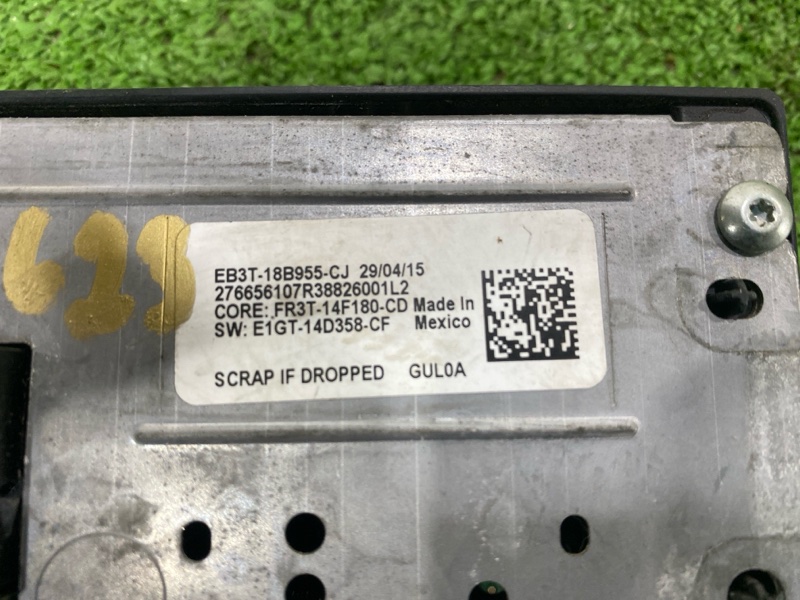 623
EB3T-18B955-CJ 29/04/15
276656107R38826001L2
CORE: FR3T-14F180-CD Made In
SW: E1GT-14D358-CF Mexico
SCRAP IF DROPPED GUL0A